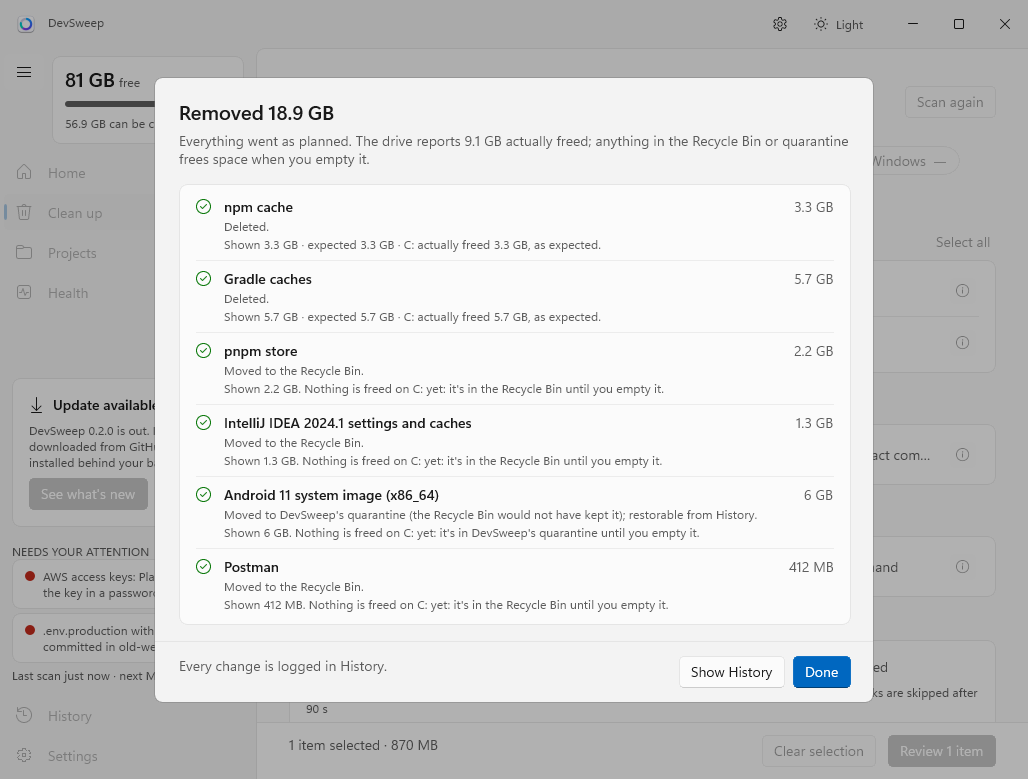 DevSweep
Light
81 GB free
56.9 GB can be c
Home
Clean up
Projects
Health
Update available
DevSweep 0.2.0 is out.
downloaded from GitHu
installed behind your ba
See what's new
NEEDS YOUR ATTENTION
AWS access keys: Pla
the key in a password
.env.production with
committed in old-we
Last scan just now · next M
History
Settings
Scan again
Windows —
Select all
act com...
hand
ed
ks are skipped after
90 s
1 item selected · 870 MB
Clear selection
Review 1 item
Removed 18.9 GB
Everything went as planned. The drive reports 9.1 GB actually freed; anything in the Recycle Bin or quarantine
frees space when you empty it.
npm cache 3.3 GB
Deleted.
Shown 3.3 GB · expected 3.3 GB · C: actually freed 3.3 GB, as expected.
Gradle caches 5.7 GB
Deleted.
Shown 5.7 GB · expected 5.7 GB · C: actually freed 5.7 GB, as expected.
pnpm store 2.2 GB
Moved to the Recycle Bin.
Shown 2.2 GB. Nothing is freed on C: yet: it's in the Recycle Bin until you empty it.
IntelliJ IDEA 2024.1 settings and caches 1.3 GB
Moved to the Recycle Bin.
Shown 1.3 GB. Nothing is freed on C: yet: it's in the Recycle Bin until you empty it.
Android 11 system image (x86_64) 6 GB
Moved to DevSweep's quarantine (the Recycle Bin would not have kept it); restorable from History.
Shown 6 GB. Nothing is freed on C: yet: it's in DevSweep's quarantine until you empty it.
Postman 412 MB
Moved to the Recycle Bin.
Shown 412 MB. Nothing is freed on C: yet: it's in the Recycle Bin until you empty it.
Every change is logged in History.
Show History
Done